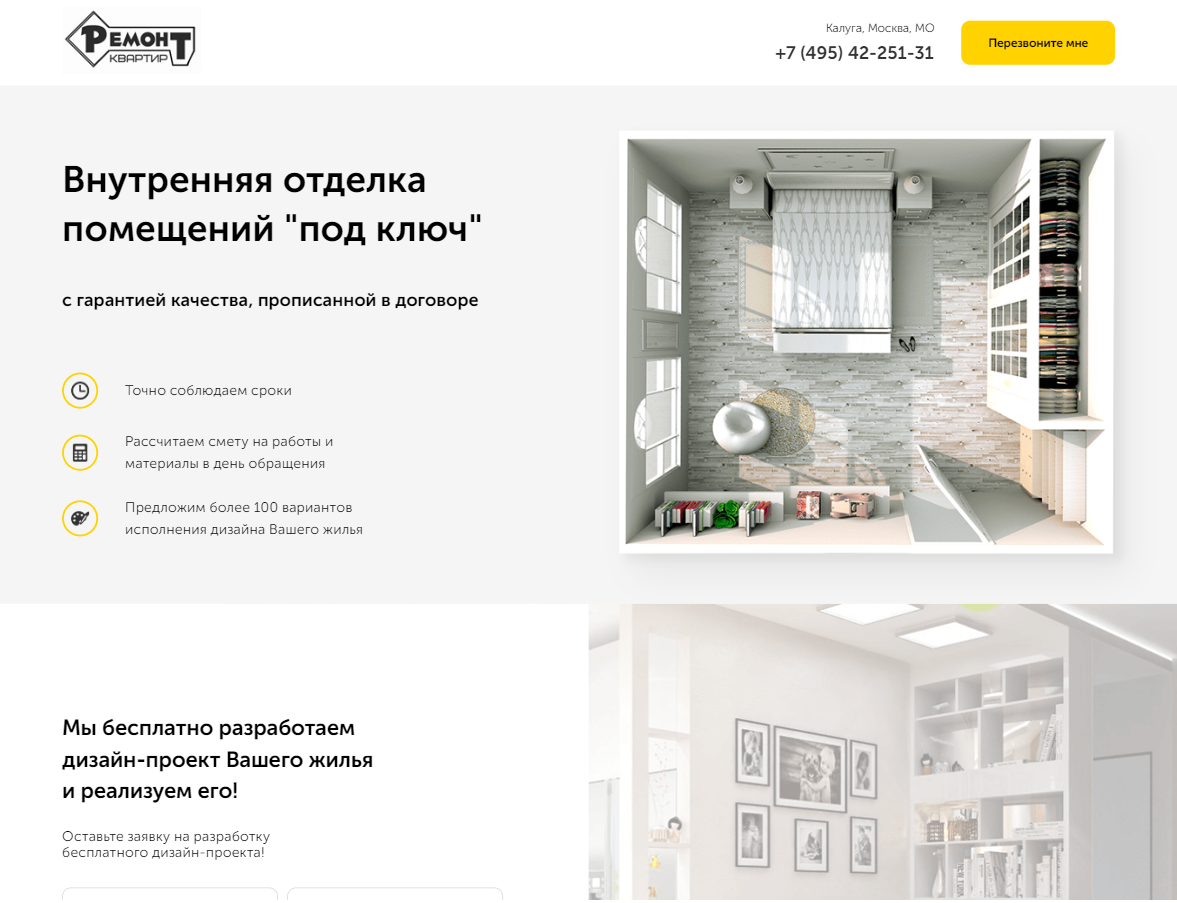 РЕМОНТ
КВАРТИР
Калуга, Москва, МО
+7 (495) 42-251-31
Перезвоните мне
Внутренняя отделка
помещений "под ключ"
с гарантией качества, прописанной в договоре
Точно соблюдаем сроки
Рассчитаем смету на работы и
материалы в день обращения
Предложим более 100 вариантов
исполнения дизайна Вашего жилья
Мы бесплатно разработаем
дизайн-проект Вашего жилья
и реализуем его!
Оставьте заявку на разработку
бесплатного дизайн-проекта!